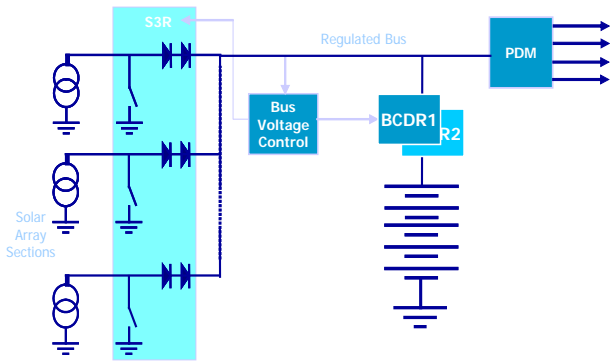 S3R
Regulated Bus
PDM
Bus
Voltage
Control
BCDR1
R2
Solar
Array
Sections